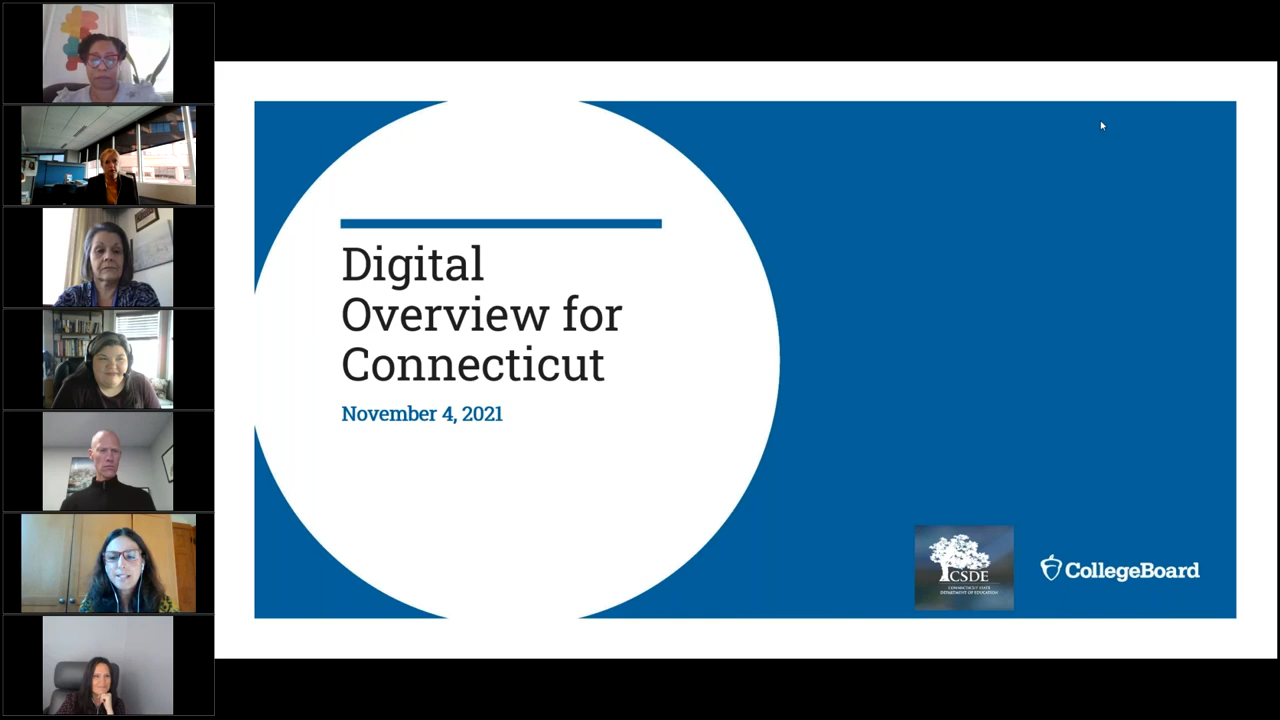 Digital
Overview for
Connecticut
November 4, 2021
CSDE
CONNECTICUT STATE
DEPARTMENT OF EDUCATION
CollegeBoard